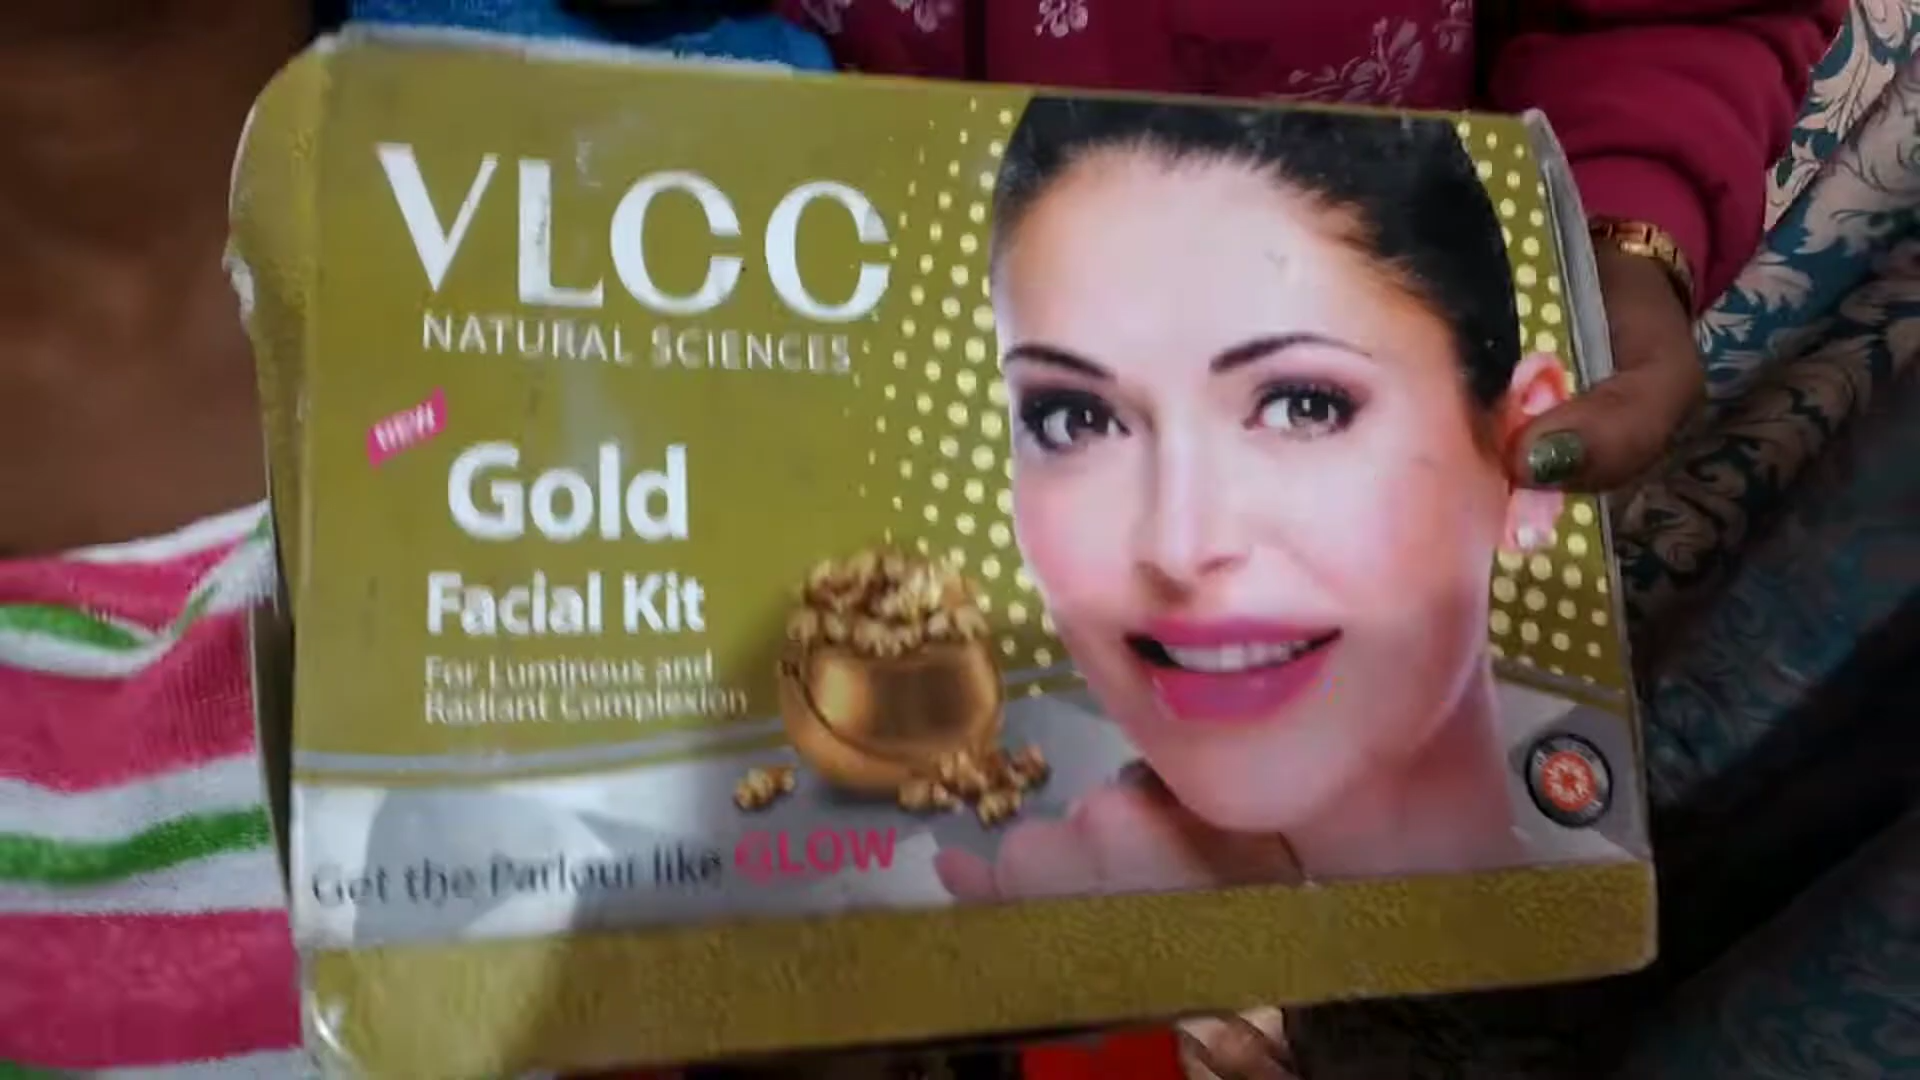 VLCC
NATURAL SCIENCES
NEW
Gold
Facial Kit
For Luminous and
Radiant Complexion
Get the Parlour like GLOW